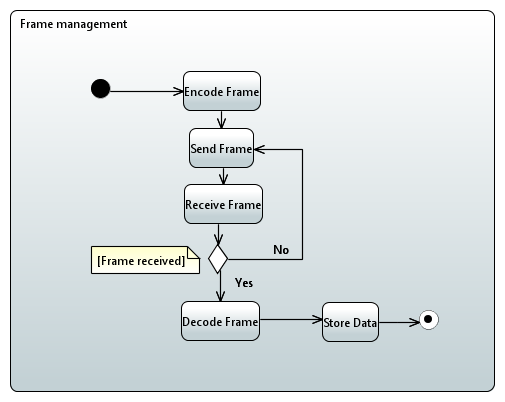 Frame management
Encode Frame
Send Frame
Receive Frame
No
[Frame received]
Yes
Decode Frame
Store Data